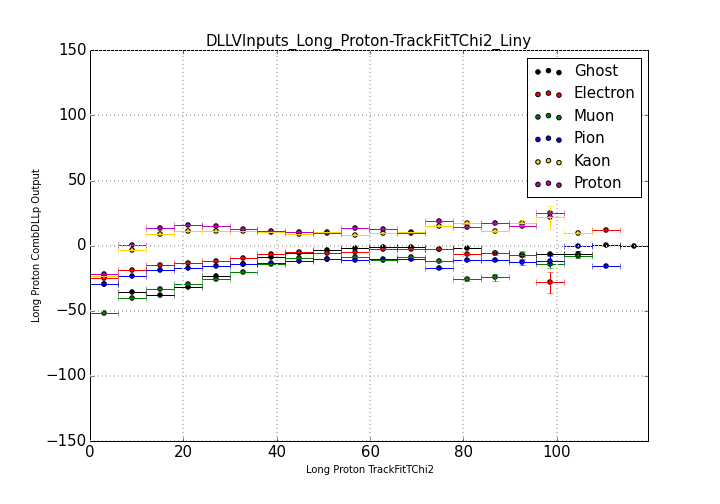 DLLVInputs_Long_Proton-TrackFitTChi2_Liny
150
100
50
0
−50
−100
−150
Long Proton CombDLLp Output
Ghost
Electron
Muon
Pion
Kaon
Proton
0 20 40 60 80 100
Long Proton TrackFitTChi2